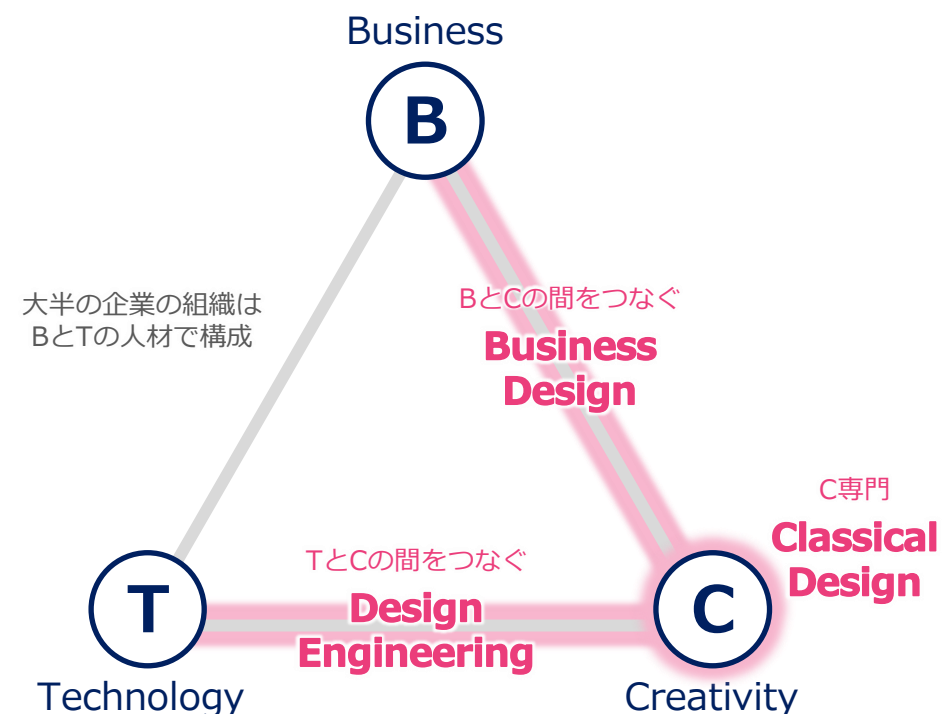 Business
B
大半の企業の組織は
BとTの人材で構成
BとCの間をつなぐ
Business
Design
C専門
Classical
Design
TとCの間をつなぐ
Design
Engineering
T
C
Technology
Creativity